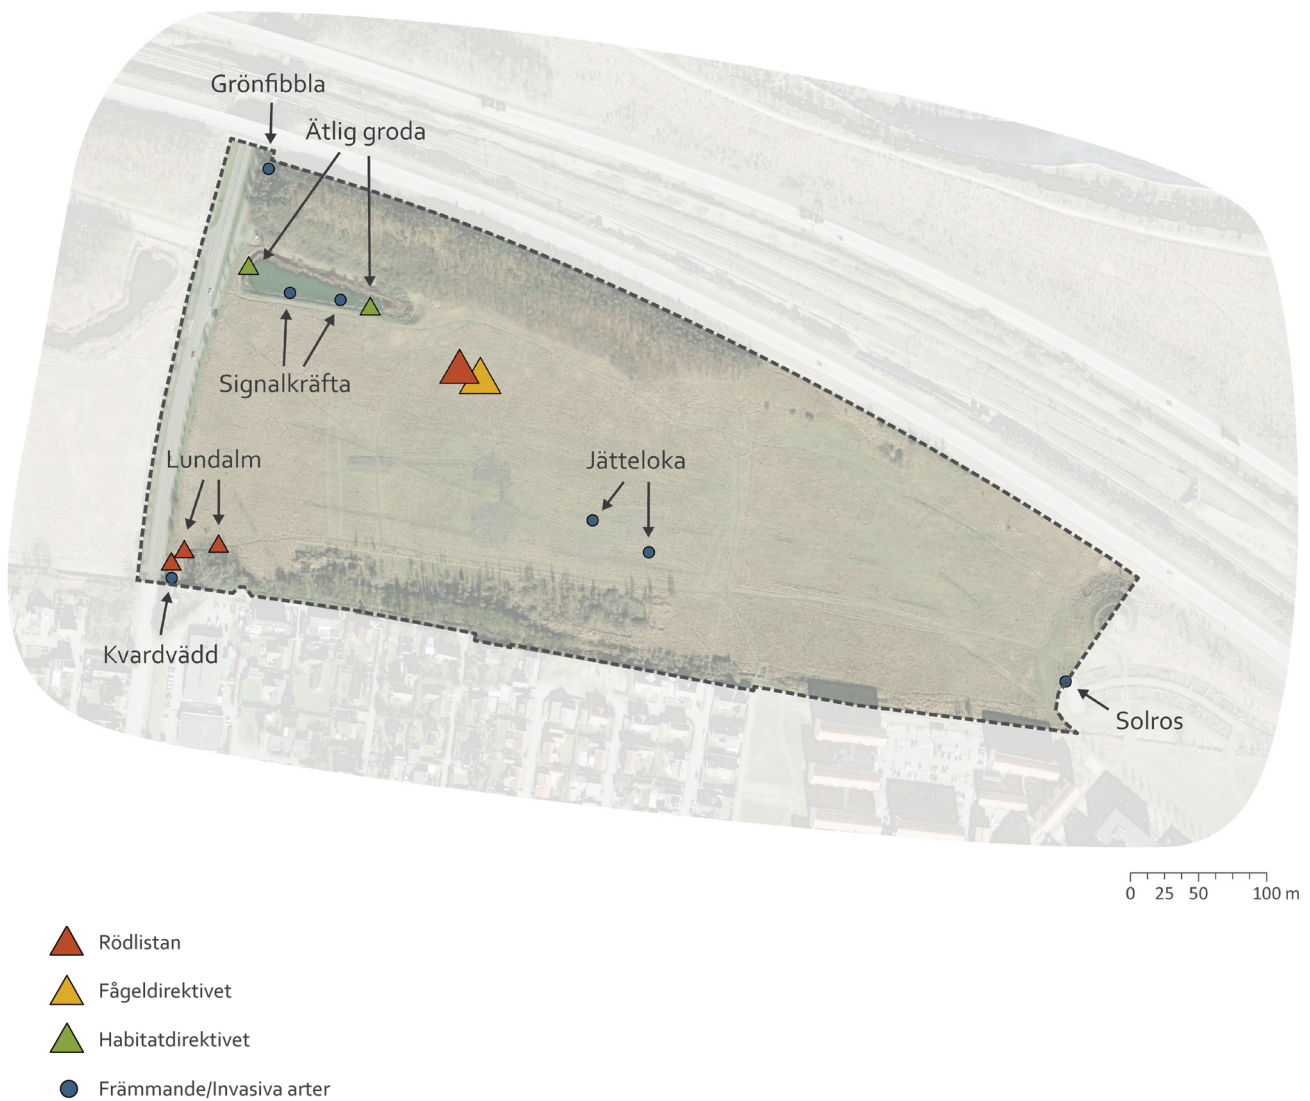 Grönfibbla
Ätlig groda
Signalkräfta
Lundalm
Jätteloka
Kvardvädd
Solros
0 25 50 100 m
Rödlistan
Fågeldirektivet
Habitatdirektivet
Främmande/Invasiva arter